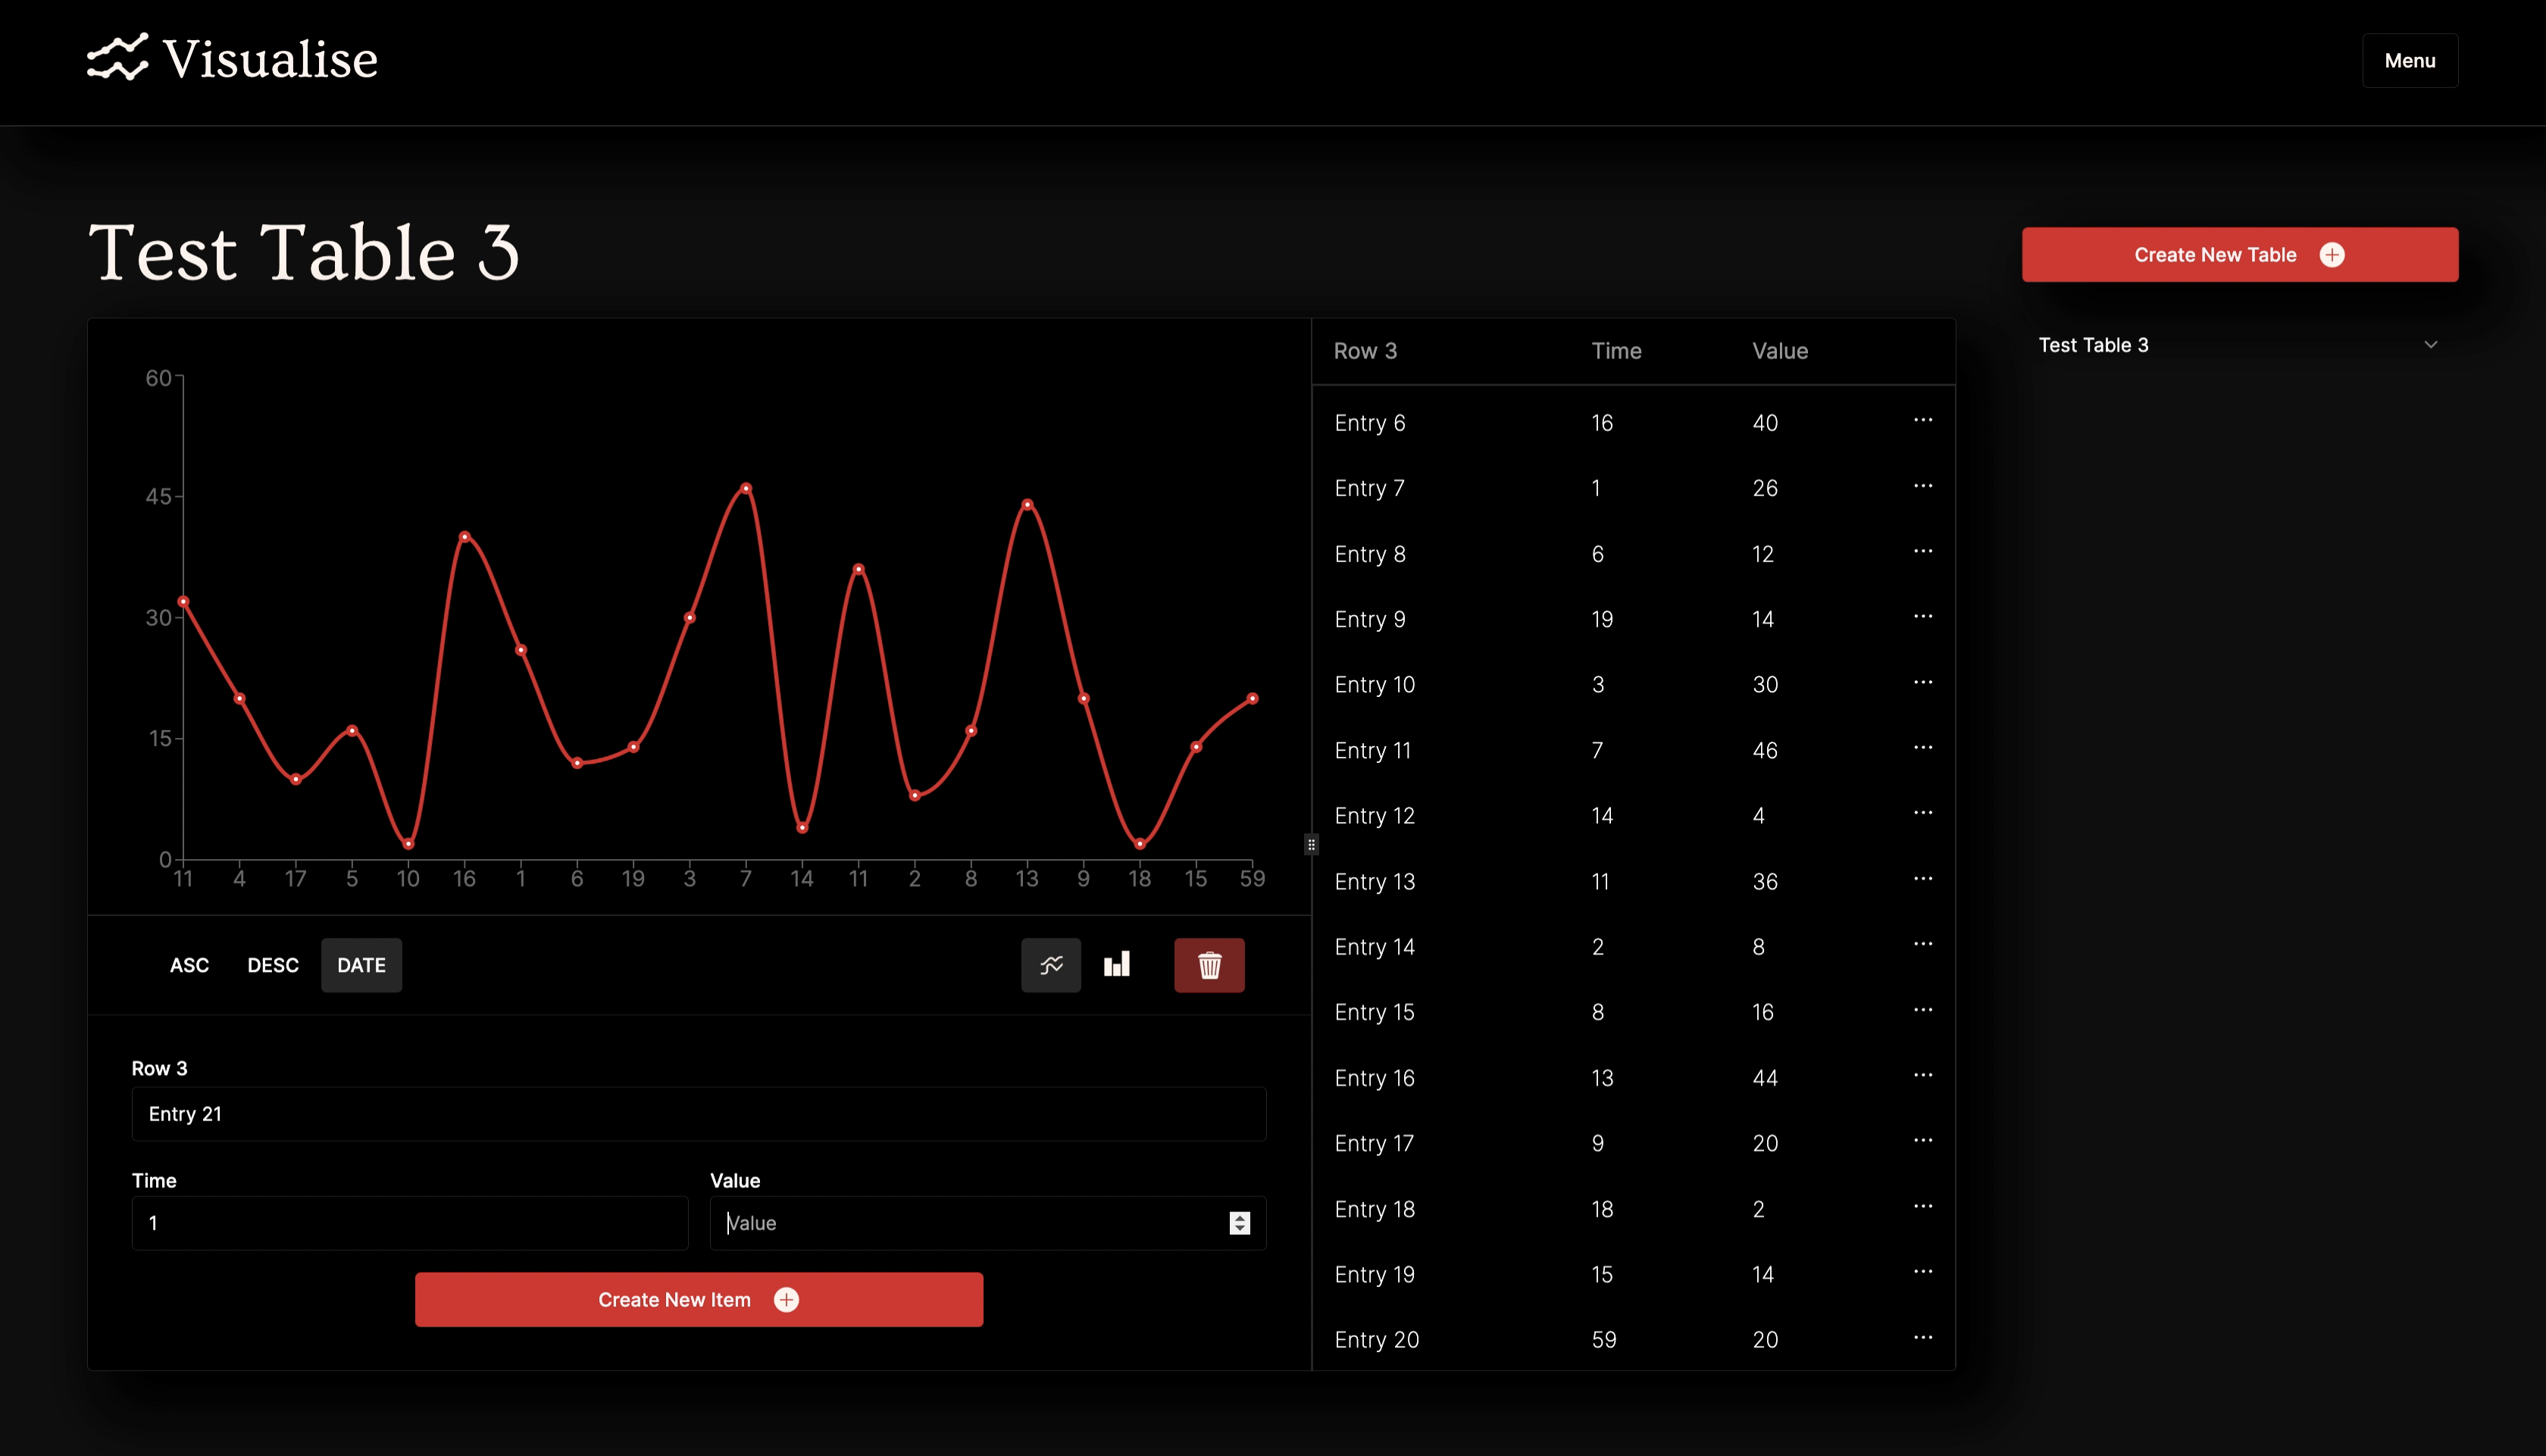 Visualise
Menu
Test Table 3
Create New Table
Test Table 3
60
45
30
15
0
11 4 17 5 10 16 1 6 19 3 7 14 11 2 8 13 9 18 15 59
ASC DESC DATE
Row 3
Entry 21
Time Value
1 Value
Create New Item
Row 3 Time Value
Entry 6 16 40
Entry 7 1 26
Entry 8 6 12
Entry 9 19 14
Entry 10 3 30
Entry 11 7 46
Entry 12 14 4
Entry 13 11 36
Entry 14 2 8
Entry 15 8 16
Entry 16 13 44
Entry 17 9 20
Entry 18 18 2
Entry 19 15 14
Entry 20 59 20